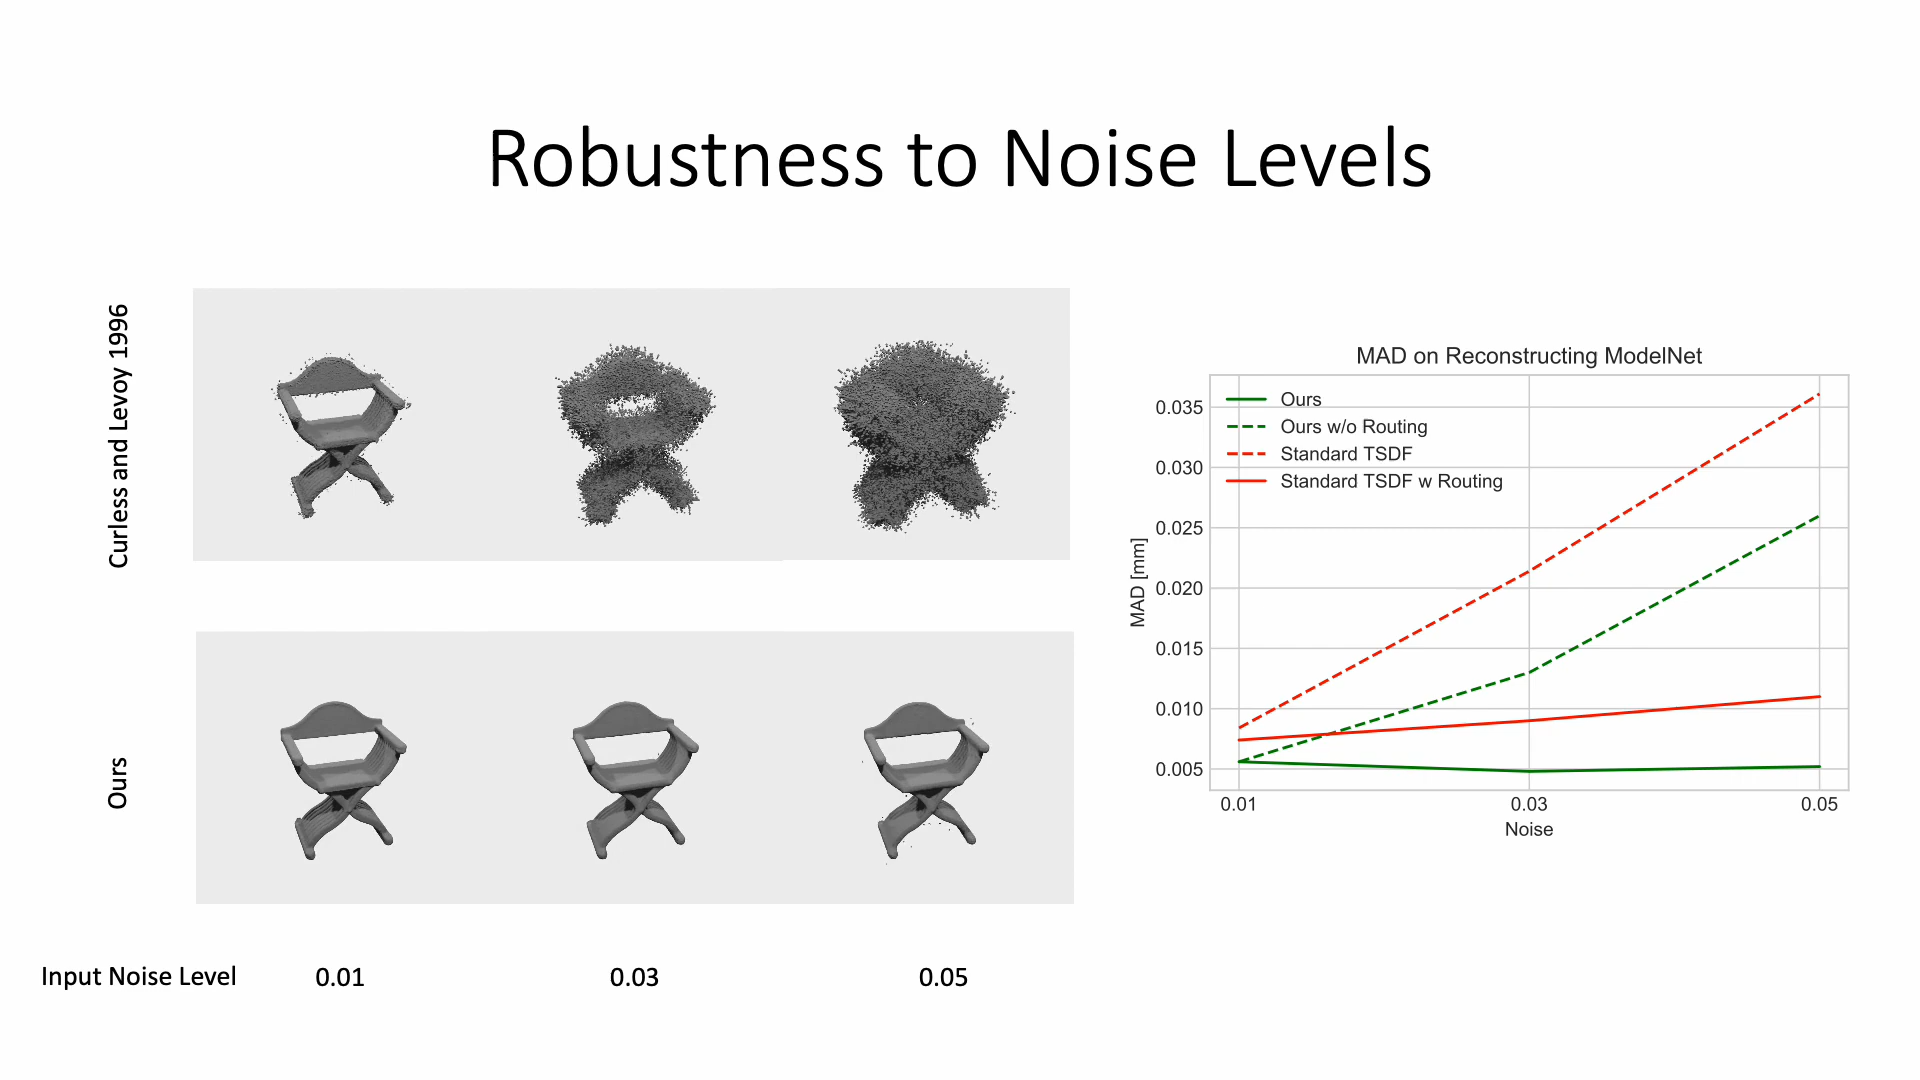 Robustness to Noise Levels
Curless and Levoy 1996
Ours
Input Noise Level
0.01
0.03
0.05
MAD on Reconstructing ModelNet
Ours
Ours w/o Routing
Standard TSDF
Standard TSDF w Routing
MAD [mm]
0.035
0.030
0.025
0.020
0.015
0.010
0.005
0.01
0.03
0.05
Noise